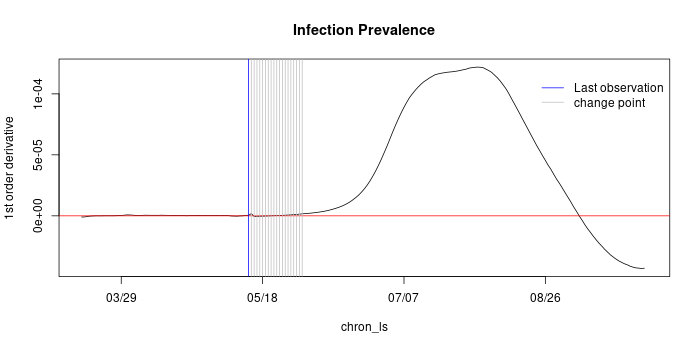 Infection Prevalence
1st order derivative
1e-04
5e-05
0e+00
Last observation
change point
03/29
05/18
07/07
08/26
chron_ls